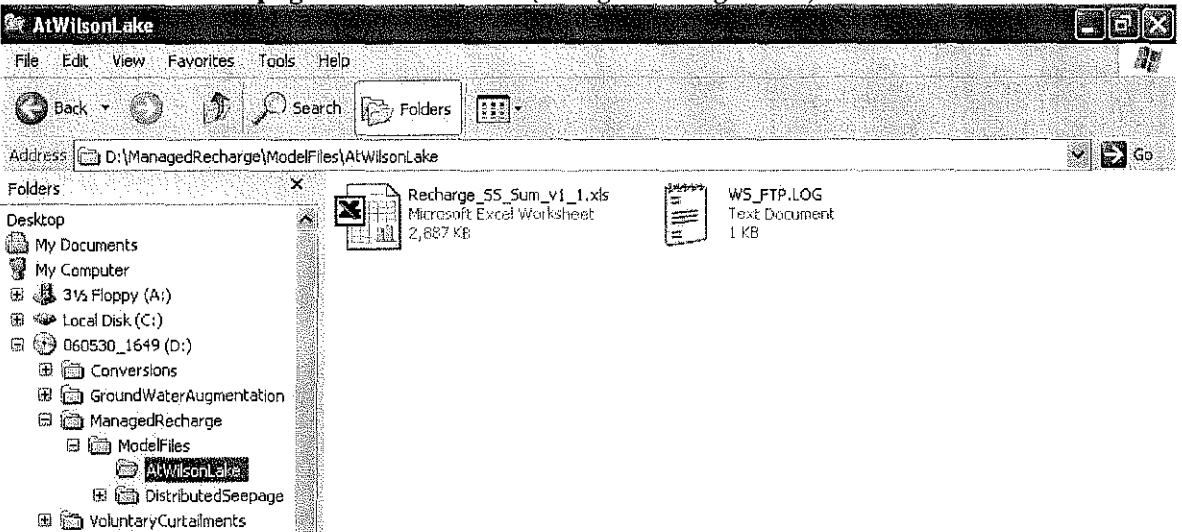 AtWilsonLake
File Edit View Favorites Tools Help
Back Search Folders
Address D:\ManagedRecharge\ModelFiles\AtWilsonLake Go
Folders
Desktop
My Documents
My Computer
3½ Floppy (A:)
Local Disk (C:)
060530_1649 (D:)
Conversions
GroundWaterAugmentation
ManagedRecharge
ModelFiles
AtWilsonLake
DistributedSeepage
VoluntaryCurtailments
Recharge_SS_Sum_v1_1.xls
Microsoft Excel Worksheet
2,887 KB
WS_FTP.LOG
Text Document
1 KB